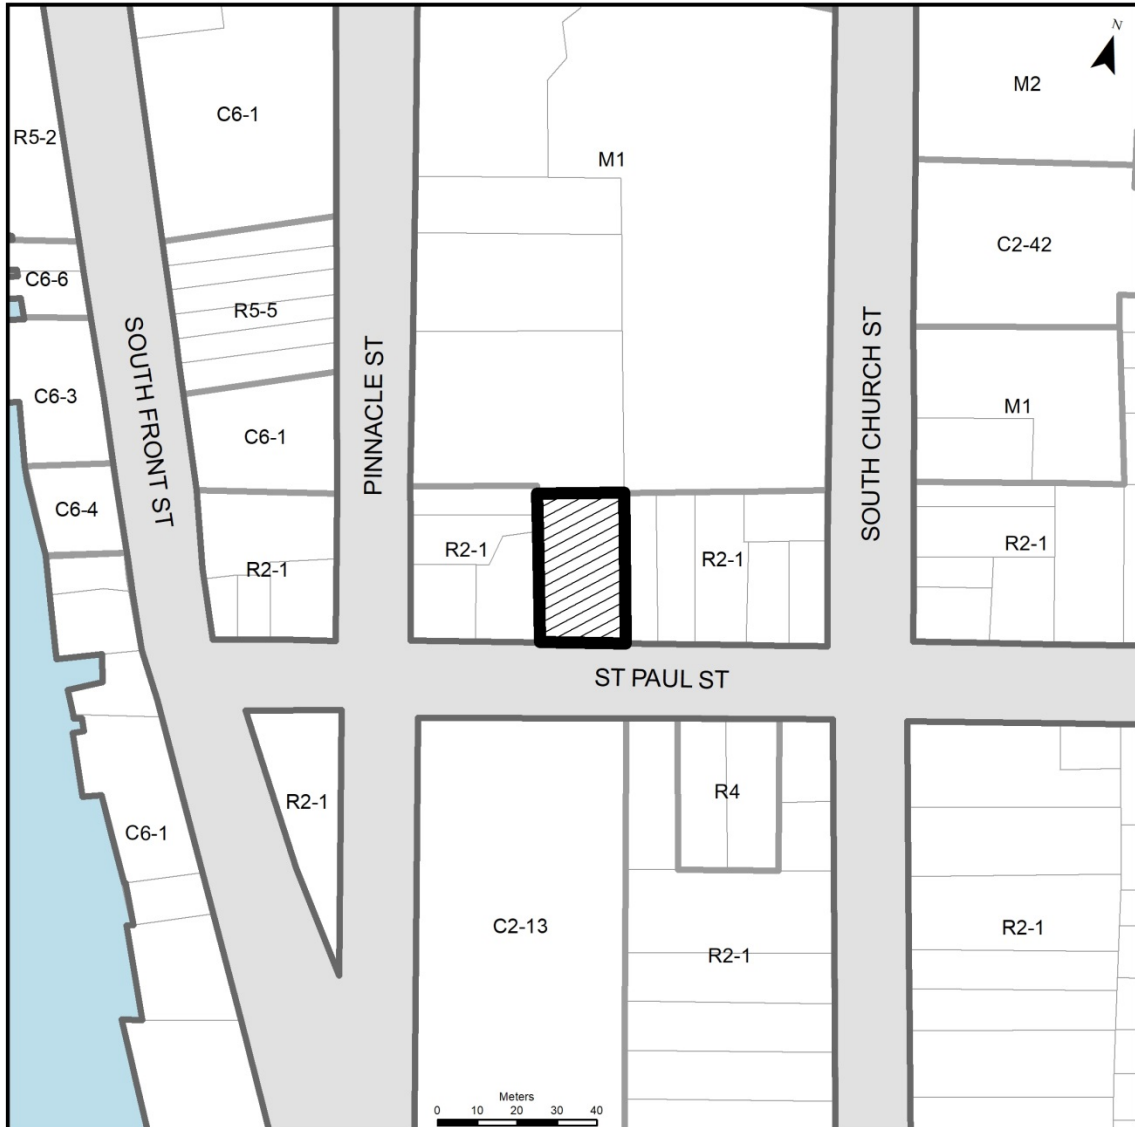 N
M2
C6-1
R5-2
M1
C2-42
C6-6
R5-5
SOUTH FRONT ST
PINNACLE ST
SOUTH CHURCH ST
C6-3
M1
C6-1
C6-4
R2-1
R2-1
R2-1
R2-1
ST PAUL ST
R4
R2-1
C6-1
C2-13
R2-1
R2-1
Meters
0 10 20 30 40